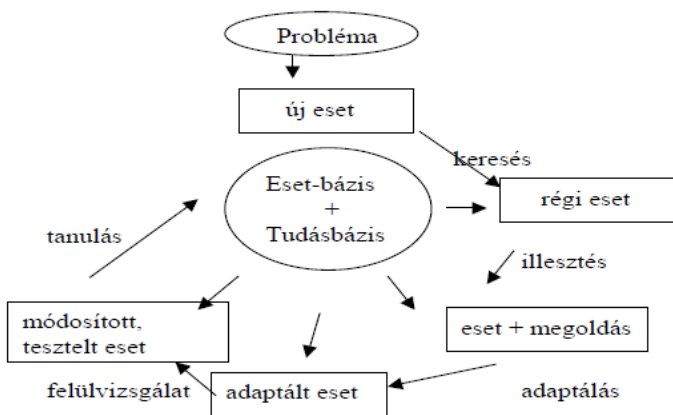 Probléma
új eset
keresés
Eset-bázis
+
Tudásbázis
régi eset
tanulás
illesztés
módosított,
tesztelt eset
eset + megoldás
felülvizsgálat
adaptált eset
adaptálás